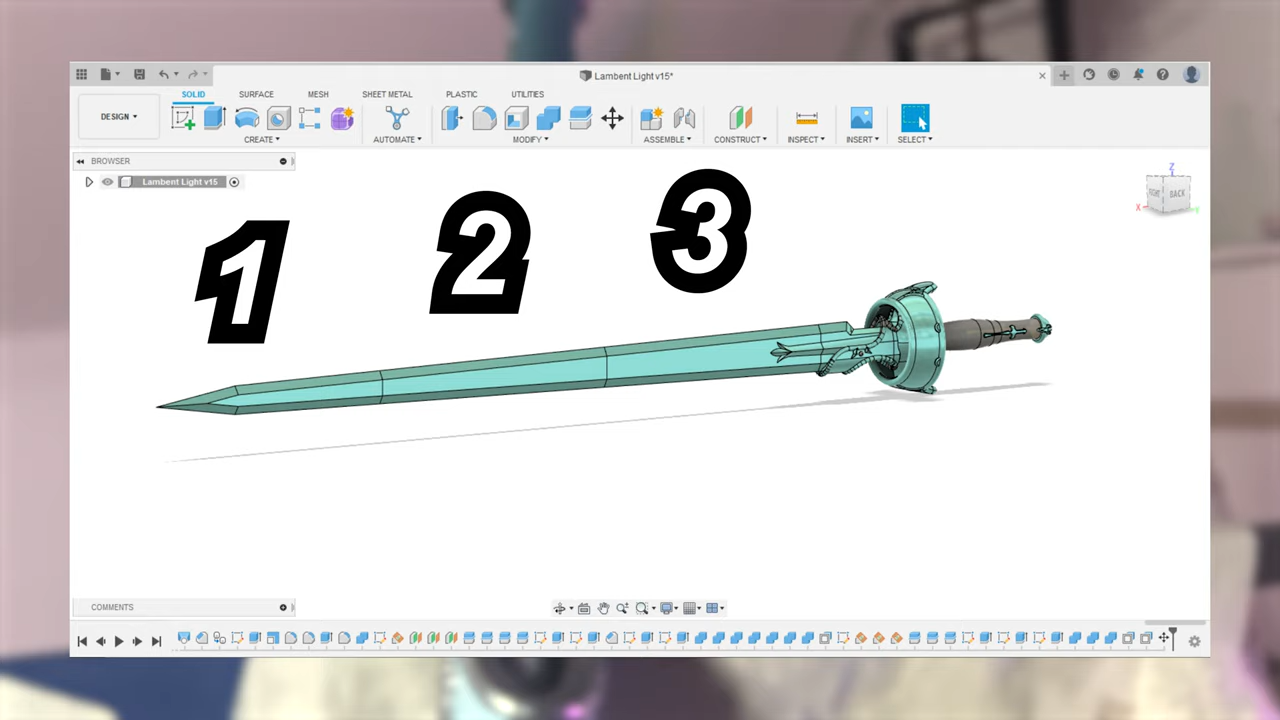 Lambent Light v15*
SOLID SURFACE MESH SHEET METAL PLASTIC UTILITIES
DESIGN
CREATE AUTOMATE MODIFY ASSEMBLE CONSTRUCT INSPECT INSERT SELECT
BROWSER
Lambent Light v15
1 2 3
Z
RIGHT BACK
X Y
COMMENTS